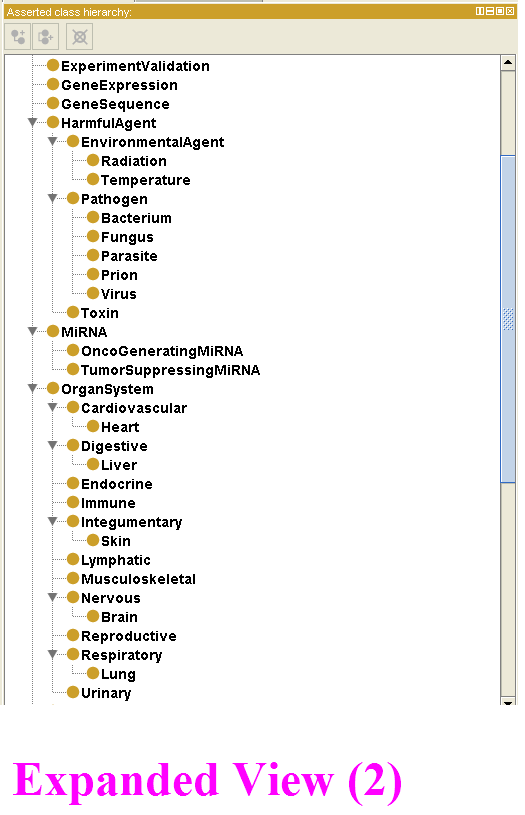 Asserted class hierarchy:
ExperimentValidation
GeneExpression
GeneSequence
HarmfulAgent
EnvironmentalAgent
Radiation
Temperature
Pathogen
Bacterium
Fungus
Parasite
Prion
Virus
Toxin
MiRNA
OncoGeneratingMiRNA
TumorSuppressingMiRNA
OrganSystem
Cardiovascular
Heart
Digestive
Liver
Endocrine
Immune
Integumentary
Skin
Lymphatic
Musculoskeletal
Nervous
Brain
Reproductive
Respiratory
Lung
Urinary
Expanded View (2)